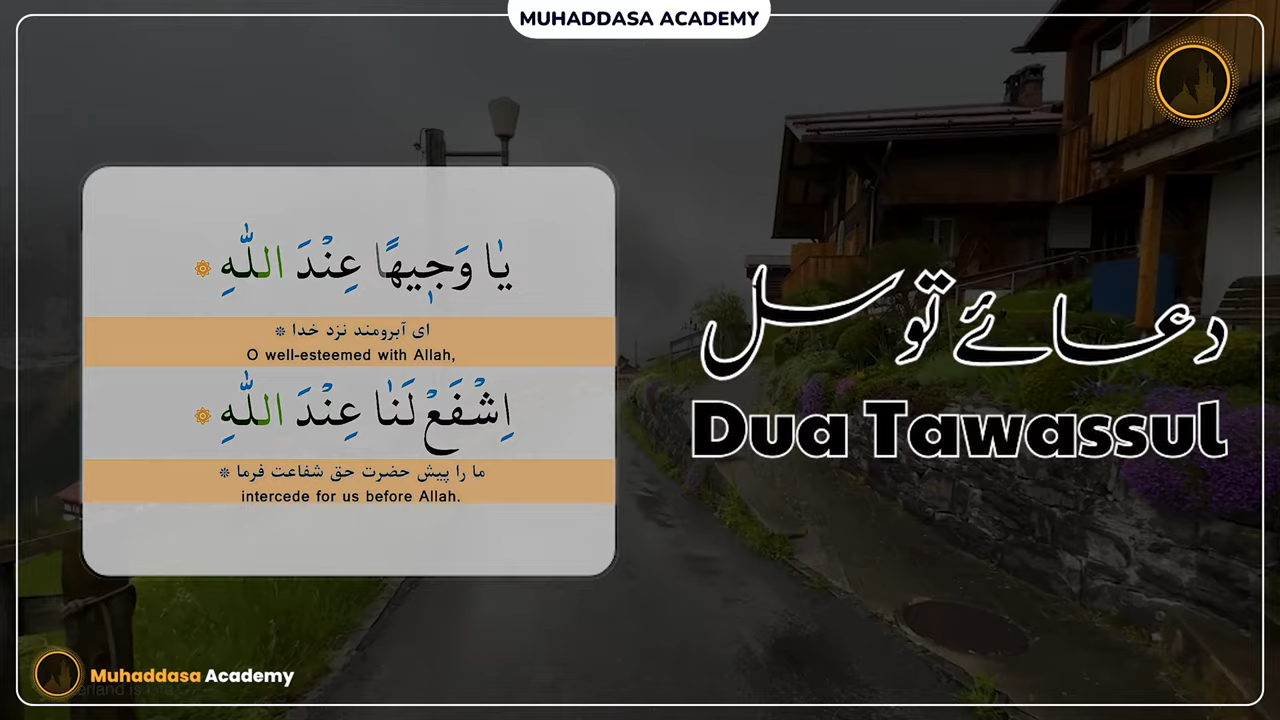 MUHADDASA ACADEMY
يٰا وَجِيهًا عِنْدَ اللّٰهِ ۞
ای آبرومند نزد خدا *
O well-esteemed with Allah,
اِشْفَعْ لَنٰا عِنْدَ اللّٰهِ ۞
ما را پیش حضرت حق شفاعت فرما *
intercede for us before Allah.
دعائے توسل
Dua Tawassul
Muhaddasa Academy